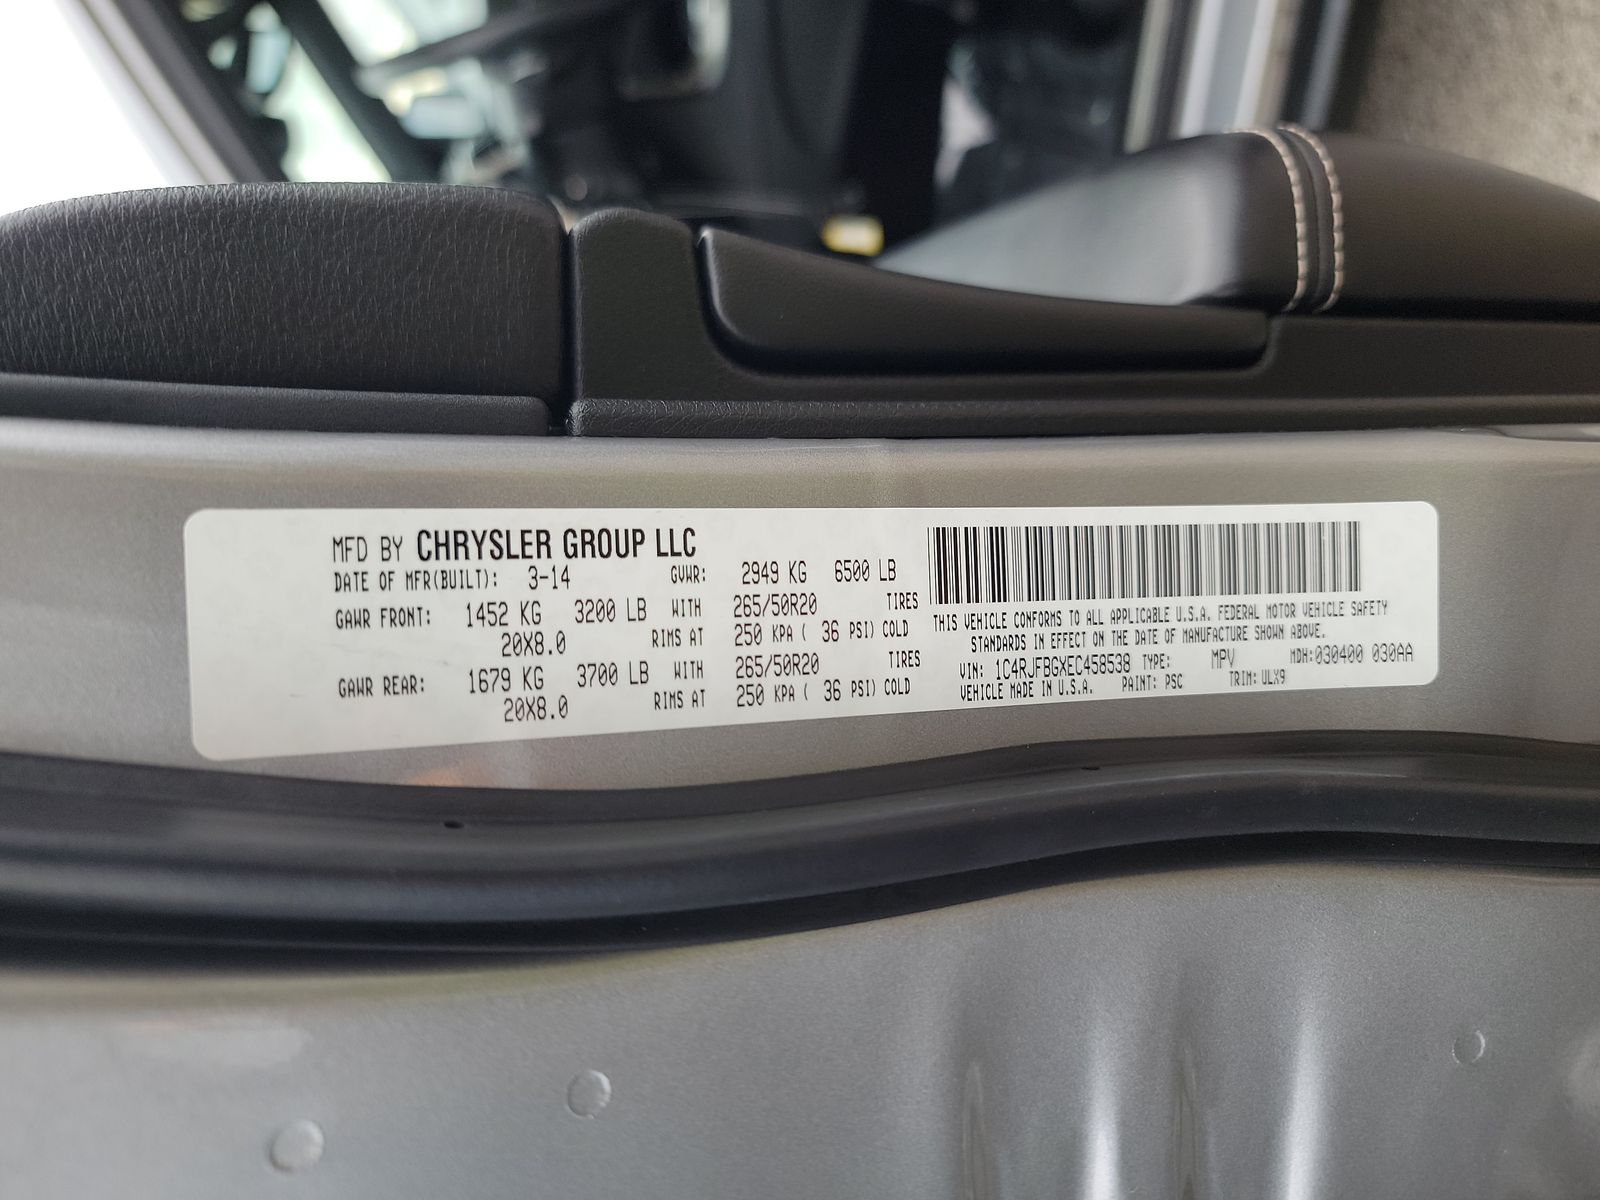 MFD BY CHRYSLER GROUP LLC
DATE OF MFR(BUILT): 3-14 GVWR: 2949 KG 6500 LB
GAWR FRONT: 1452 KG 3200 LB WITH 265/50R20 TIRES
20X8.0 RIMS AT 250 KPA ( 36 PSI) COLD
GAWR REAR: 1679 KG 3700 LB WITH 265/50R20 TIRES
20X8.0 RIMS AT 250 KPA ( 36 PSI) COLD
THIS VEHICLE CONFORMS TO ALL APPLICABLE U.S.A. FEDERAL MOTOR VEHICLE SAFETY
STANDARDS IN EFFECT ON THE DATE OF MANUFACTURE SHOWN ABOVE.
VIN: 1C4RJFBGXEC458538 TYPE: MPV MDH:030400 030AA
VEHICLE MADE IN U.S.A. PAINT: PSC TRIM: ULX9